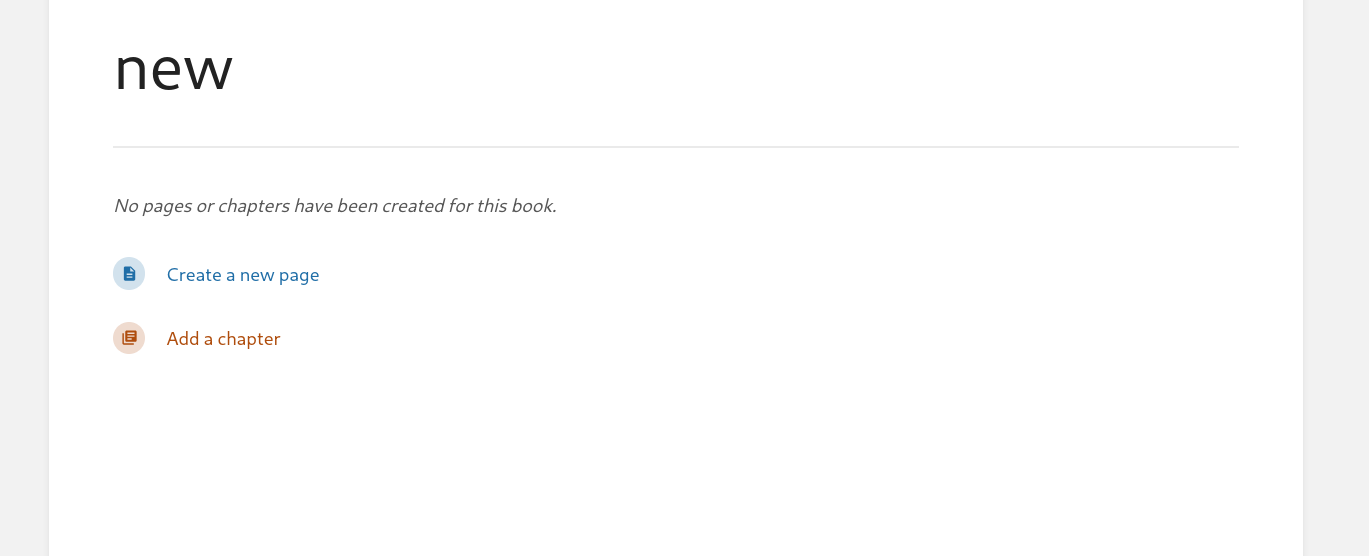 new
No pages or chapters have been created for this book.
Create a new page
Add a chapter